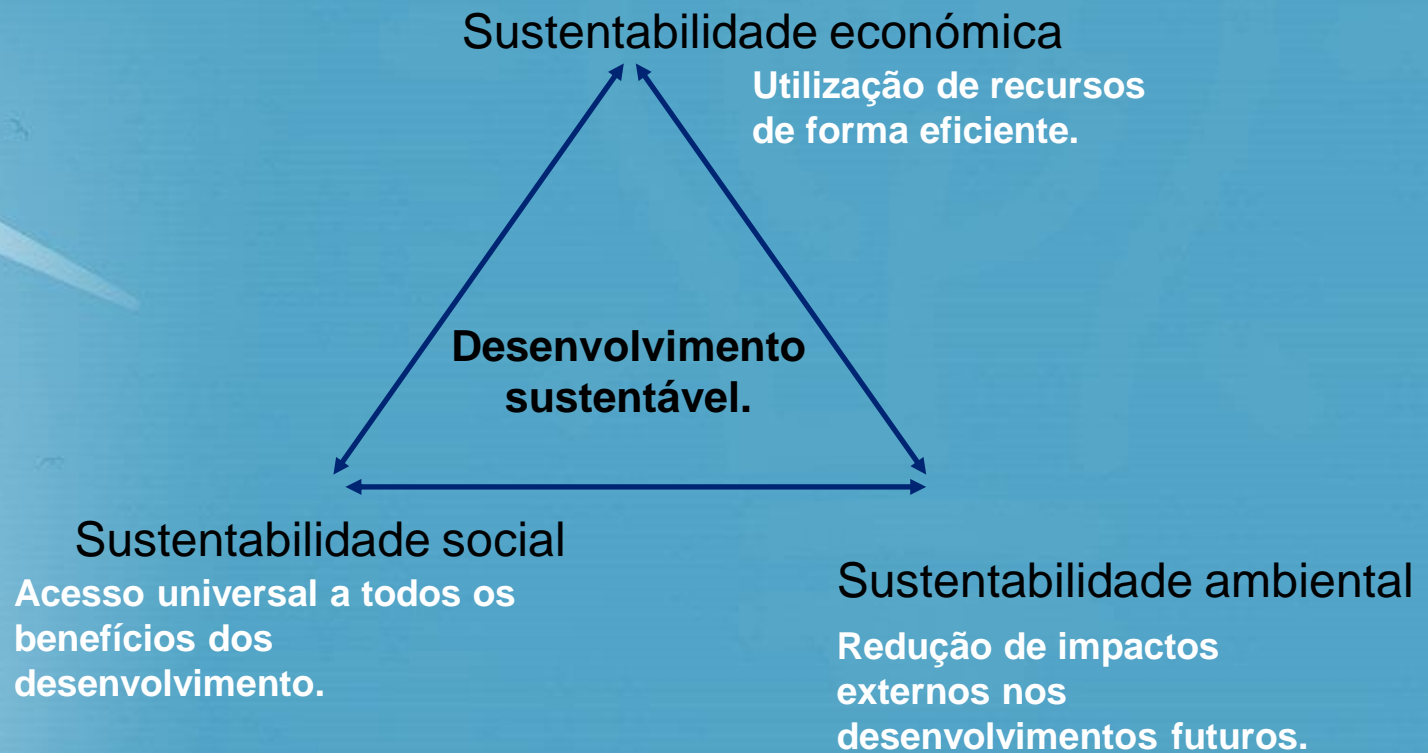 Sustentabilidade económica
Utilização de recursos
de forma eficiente.
Desenvolvimento
sustentável.
Sustentabilidade social
Acesso universal a todos os
benefícios dos
desenvolvimento.
Sustentabilidade ambiental
Redução de impactos
externos nos
desenvolvimentos futuros.